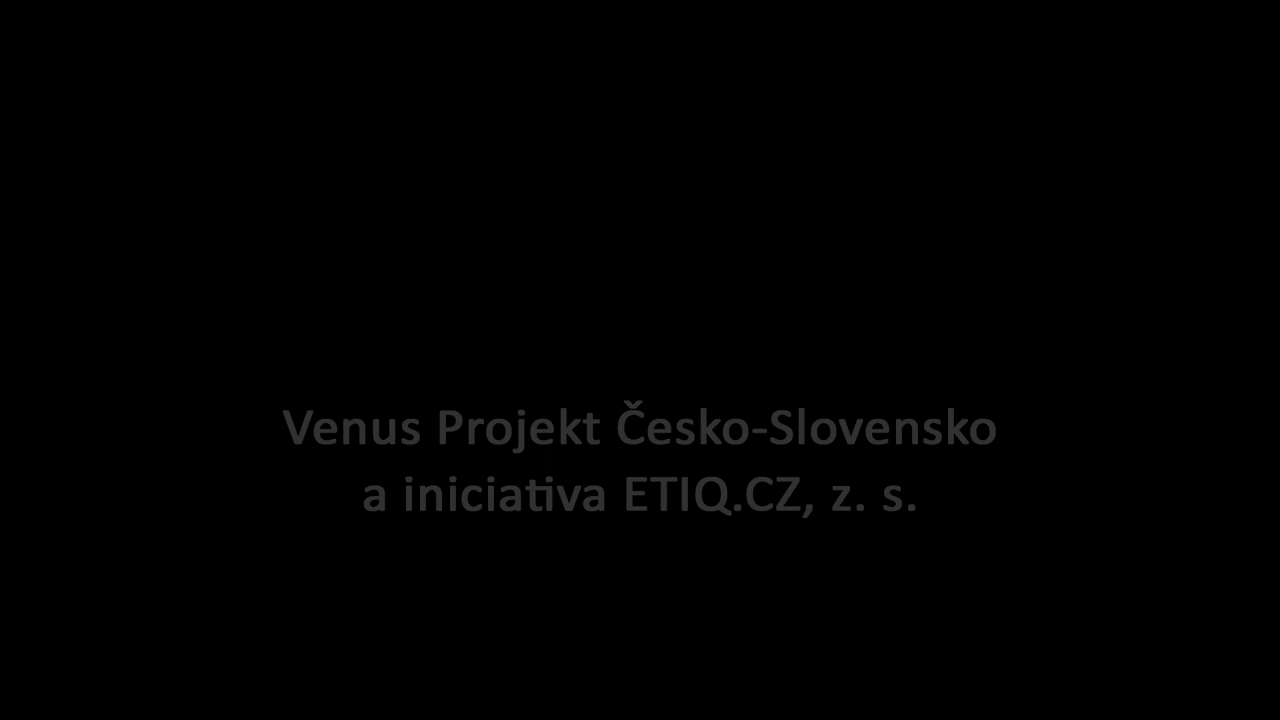 Venus Projekt Česko-Slovensko
a iniciativa ETIQ.CZ, z. s.